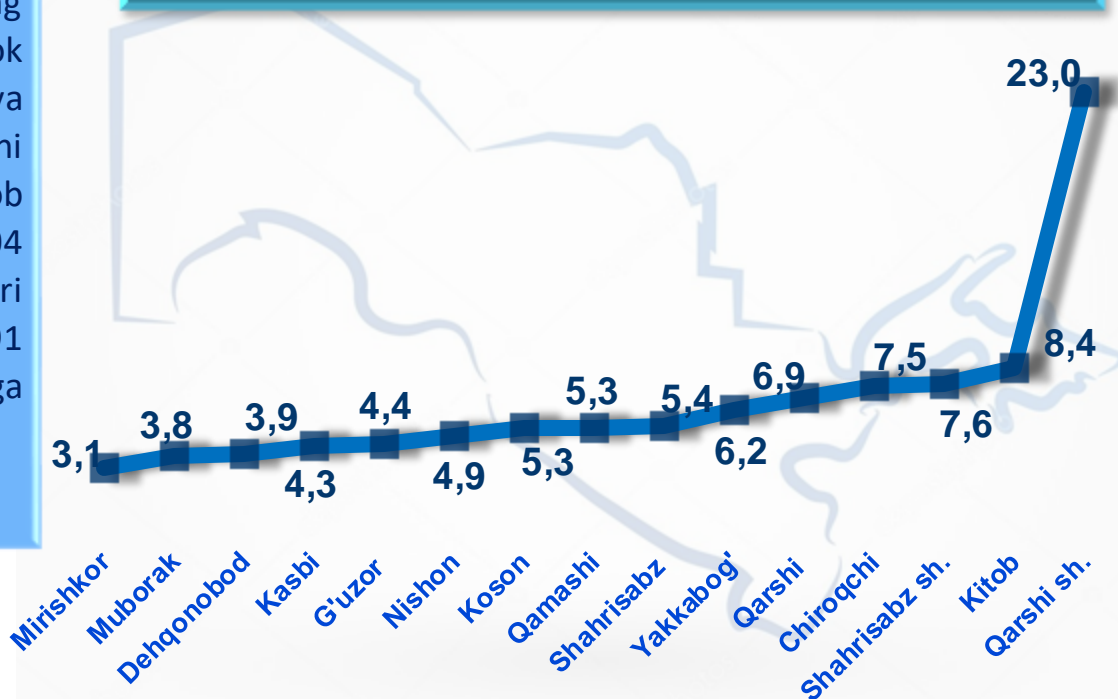 23,0
8,4
7,5
7,6
6,9
5,3
5,4
6,2
4,4
3,9
3,8
3,1
4,3
4,9
5,3
Mirishkor
Muborak
Dehqonobod
Kasbi
G'uzor
Nishon
Koson
Qamashi
Shahrisabz
Yakkabog'
Qarshi
Chiroqchi
Shahrisabz sh.
Kitob
Qarshi sh.